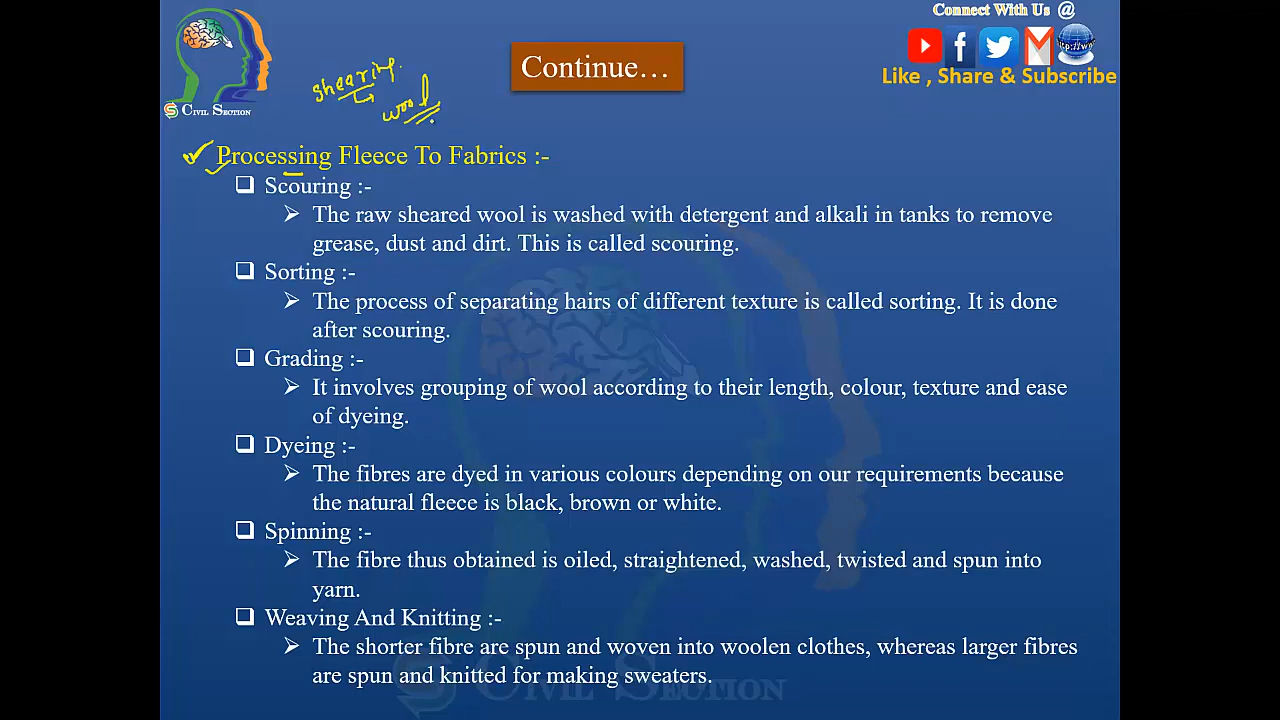 Connect With Us @
Continue…
http://www
Like , Share & Subscribe
shearing
wool
CIVIL SECTION
Processing Fleece To Fabrics :-
Scouring :-
The raw sheared wool is washed with detergent and alkali in tanks to remove
grease, dust and dirt. This is called scouring.
Sorting :-
The process of separating hairs of different texture is called sorting. It is done
after scouring.
Grading :-
It involves grouping of wool according to their length, colour, texture and ease
of dyeing.
Dyeing :-
The fibres are dyed in various colours depending on our requirements because
the natural fleece is black, brown or white.
Spinning :-
The fibre thus obtained is oiled, straightened, washed, twisted and spun into
yarn.
Weaving And Knitting :-
The shorter fibre are spun and woven into woolen clothes, whereas larger fibres
are spun and knitted for making sweaters.
CIVIL SECTION